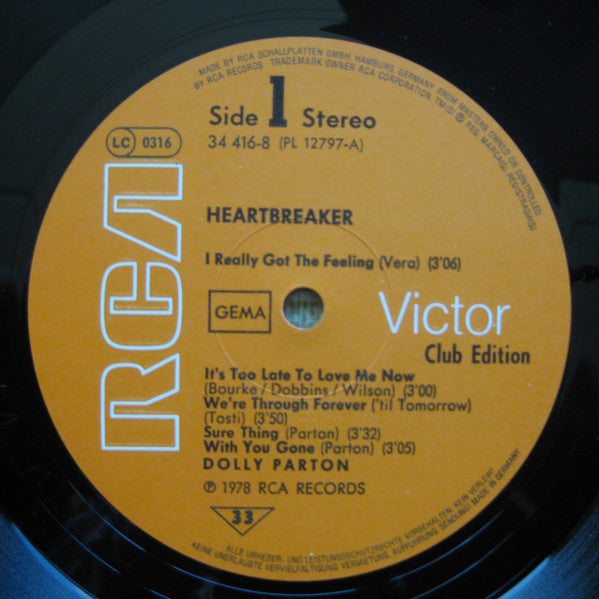 MADE BY RCA SCHALLPLATTEN GMBH, HAMBURG, GERMANY, FROM MASTERS OWNED OR CONTROLLED
BY RCA RECORDS TRADEMARK OWNER RCA CORPORATION, TM(S) ® REG. MARCA(S) REGISTRADA(S)
Side 1 Stereo
34 416-8 (PL 12797-A)
LC 0316
RCA
HEARTBREAKER
I Really Got The Feeling (Vera) (3'06)
GEMA
Victor
Club Edition
It's Too Late To Love Me Now
(Bourke/Dobbins/Wilson) (3'00)
We're Through Forever ('til Tomorrow)
(Tosti) (3'50)
Sure Thing (Parton) (3'32)
With You Gone (Parton) (3'05)
DOLLY PARTON
℗ 1978 RCA RECORDS
33
ALLE URHEBER- UND LEISTUNGSSCHUTZRECHTE VORBEHALTEN. KEIN VERLEIH!
KEINE UNERLAUBTE VERVIELFÄLTIGUNG, VERMIETUNG, AUFFÜHRUNG, SENDUNG! MADE IN GERMANY